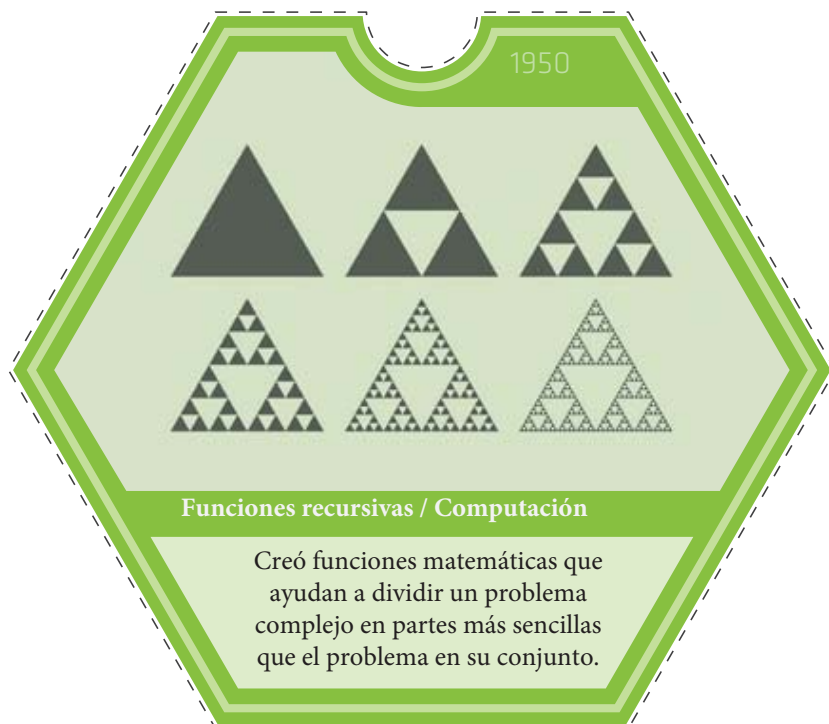 1950
Funciones recursivas / Computación
Creó funciones matemáticas que
ayudan a dividir un problema
complejo en partes más sencillas
que el problema en su conjunto.